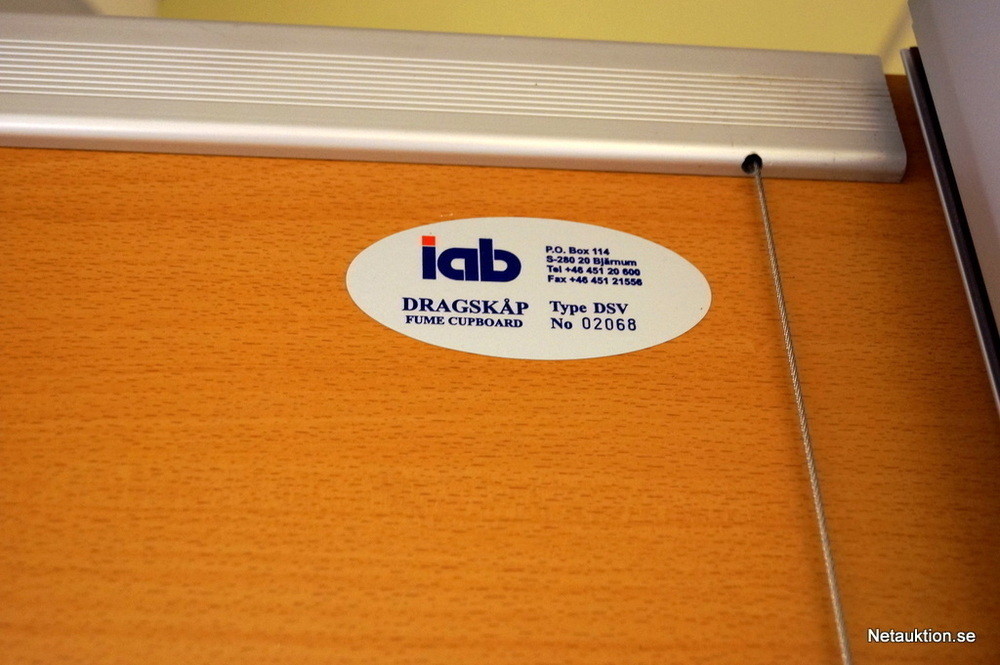 iab
P.O. Box 114
S-280 20 Bjärnum
Tel +46 451 20 600
Fax +46 451 21556
DRAGSKÅP
FUME CUPBOARD
Type DSV
No 02068
Netauktion.se